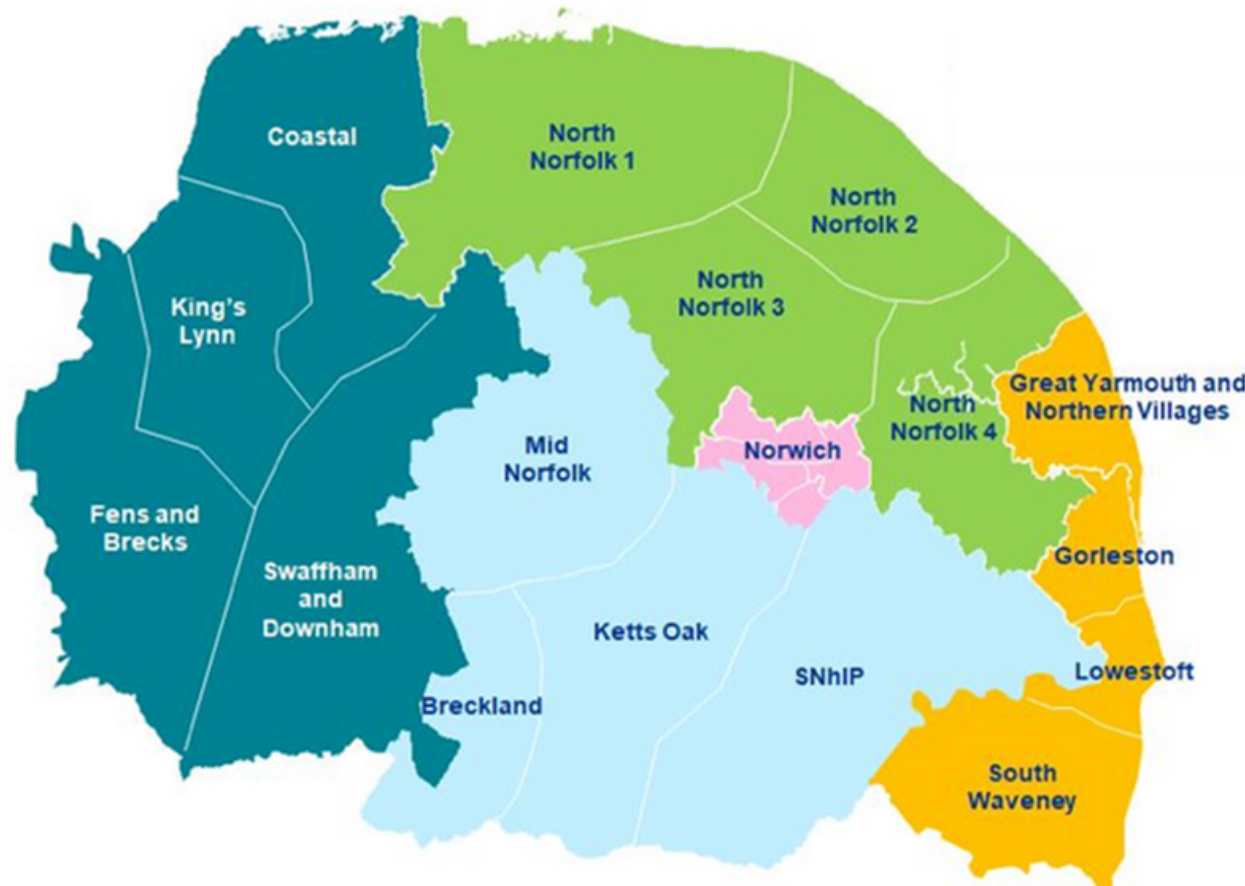 Coastal
North
Norfolk 1
North
Norfolk 2
North
Norfolk 3
King's
Lynn
Great Yarmouth and
Northern Villages
North
Norfolk 4
Mid
Norfolk
Norwich
Fens and
Brecks
Gorleston
Swaffham
and
Downham
Ketts Oak
SNhIP
Lowestoft
Breckland
South
Waveney